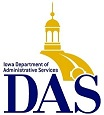 Iowa Department of
Administrative Services
DAS